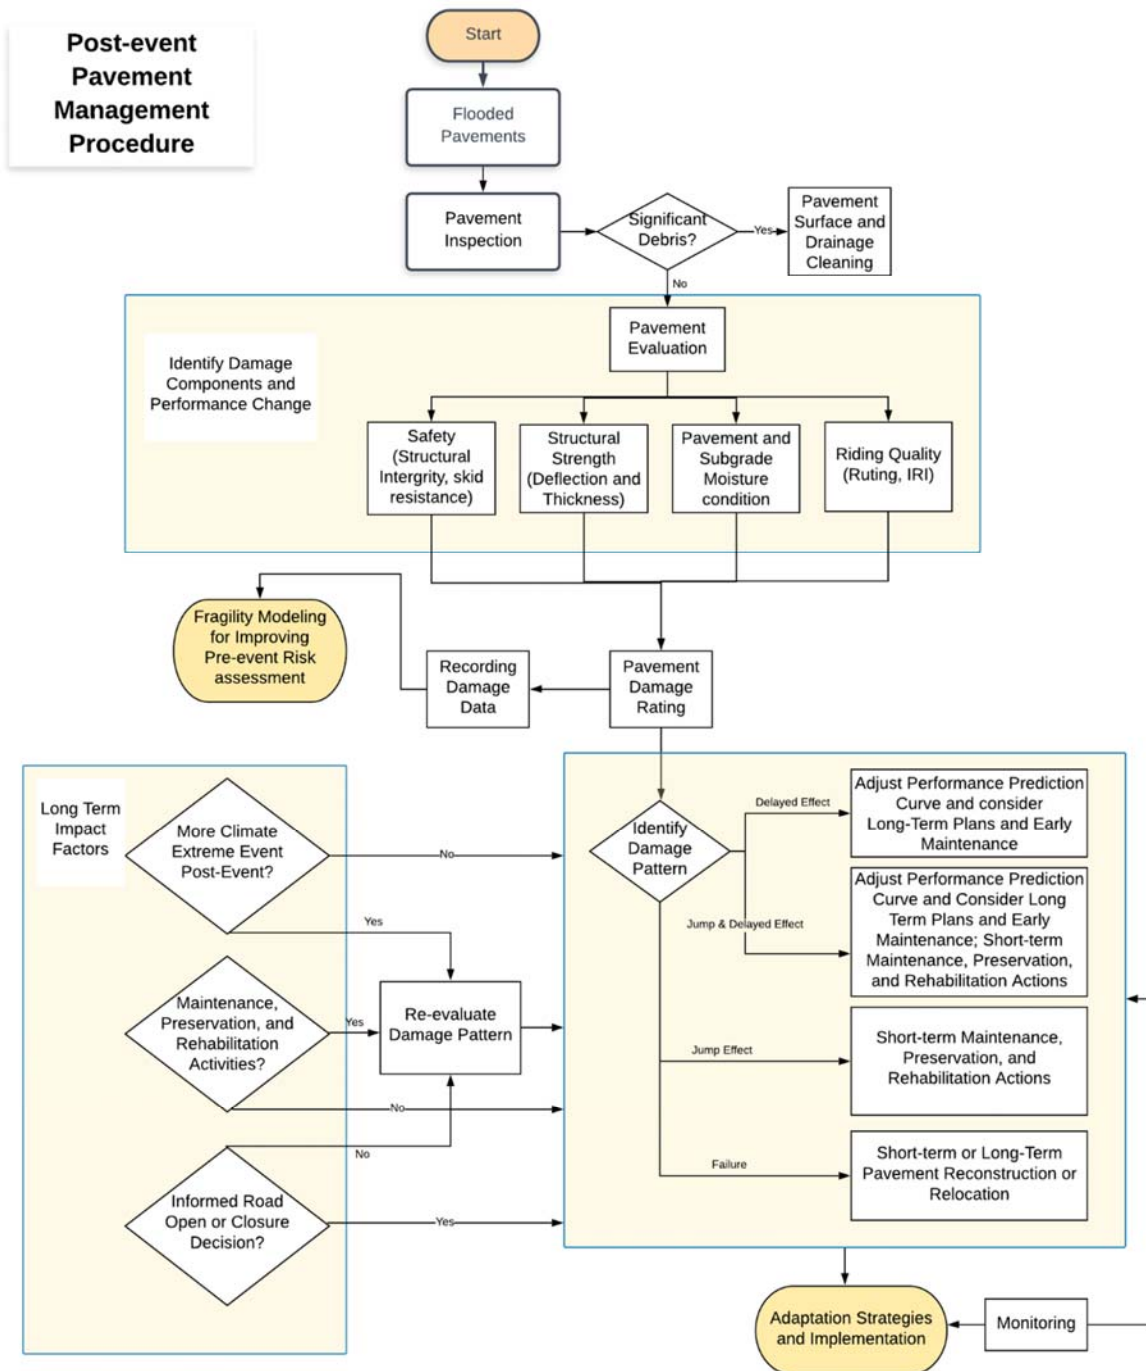 Post-event
Pavement
Management
Procedure
Start
Flooded
Pavements
Pavement
Inspection
Significant
Debris?
Yes
Pavement
Surface and
Drainage
Cleaning
No
Identify Damage
Components and
Performance Change
Pavement
Evaluation
Safety
(Structural
Intergrity, skid
resistance)
Structural
Strength
(Deflection and
Thickness)
Pavement and
Subgrade
Moisture
condition
Riding Quality
(Ruting, IRI)
Fragility Modeling
for Improving
Pre-event Risk
assessment
Recording
Damage
Data
Pavement
Damage
Rating
Long Term
Impact
Factors
More Climate
Extreme Event
Post-Event?
No
Yes
Maintenance,
Preservation, and
Rehabilitation
Activities?
Yes
Re-evaluate
Damage Pattern
No
No
Informed Road
Open or Closure
Decision?
Yes
Identify
Damage
Pattern
Delayed Effect
Adjust Performance Prediction
Curve and consider
Long-Term Plans and Early
Maintenance
Jump & Delayed Effect
Adjust Performance Prediction
Curve and Consider Long
Term Plans and Early
Maintenance; Short-term
Maintenance, Preservation,
and Rehabilitation Actions
Jump Effect
Short-term Maintenance,
Preservation, and
Rehabilitation Actions
Failure
Short-term or Long-Term
Pavement Reconstruction or
Relocation
Adaptation Strategies
and Implementation
Monitoring